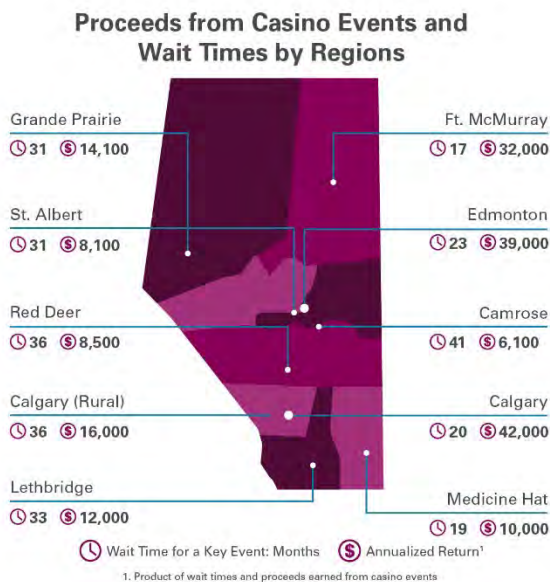 Proceeds from Casino Events and
Wait Times by Regions
Grande Prairie
31 $ 14,100
Ft. McMurray
17 $ 32,000
St. Albert
31 $ 8,100
Edmonton
23 $ 39,000
Red Deer
36 $ 8,500
Camrose
41 $ 6,100
Calgary (Rural)
36 $ 16,000
Calgary
20 $ 42,000
Lethbridge
33 $ 12,000
Medicine Hat
19 $ 10,000
Wait Time for a Key Event: Months $ Annualized Return¹
1. Product of wait times and proceeds earned from casino events